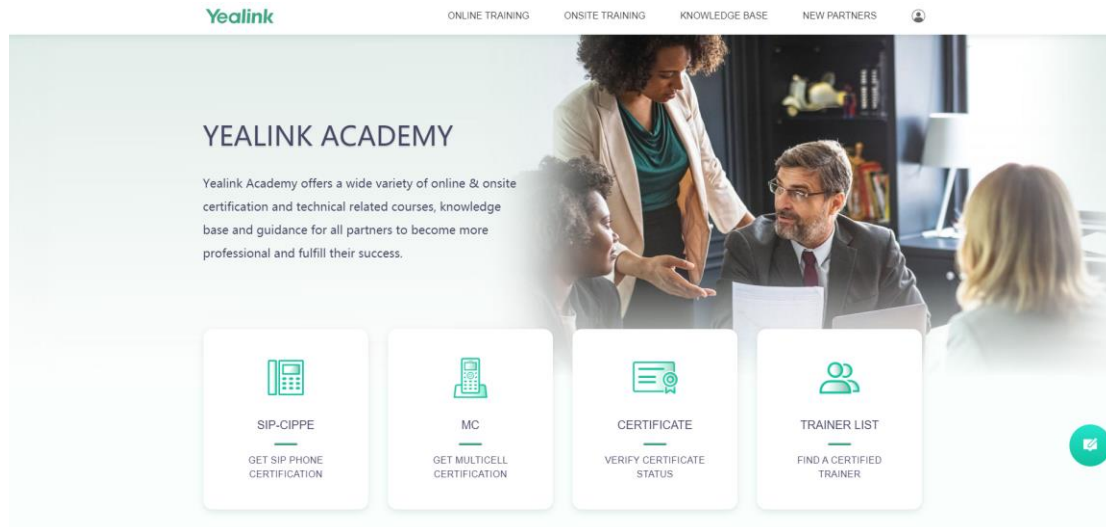 Yealink
ONLINE TRAINING
ONSITE TRAINING
KNOWLEDGE BASE
NEW PARTNERS
YEALINK ACADEMY
Yealink Academy offers a wide variety of online & onsite
certification and technical related courses, knowledge
base and guidance for all partners to become more
professional and fulfill their success.
SIP-CIPPE
GET SIP PHONE
CERTIFICATION
MC
GET MULTICELL
CERTIFICATION
CERTIFICATE
VERIFY CERTIFICATE
STATUS
TRAINER LIST
FIND A CERTIFIED
TRAINER